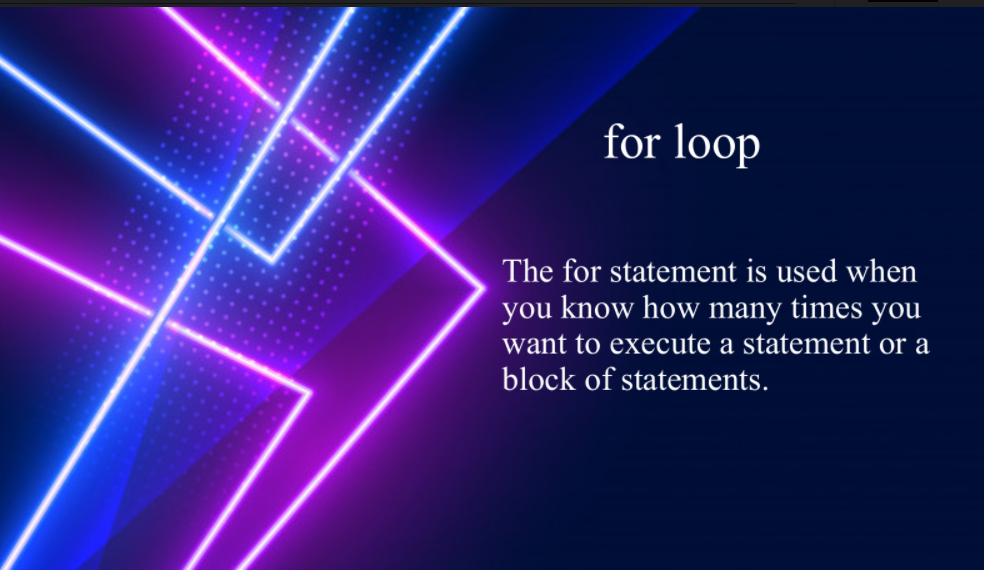 for loop
The for statement is used when
you know how many times you
want to execute a statement or a
block of statements.